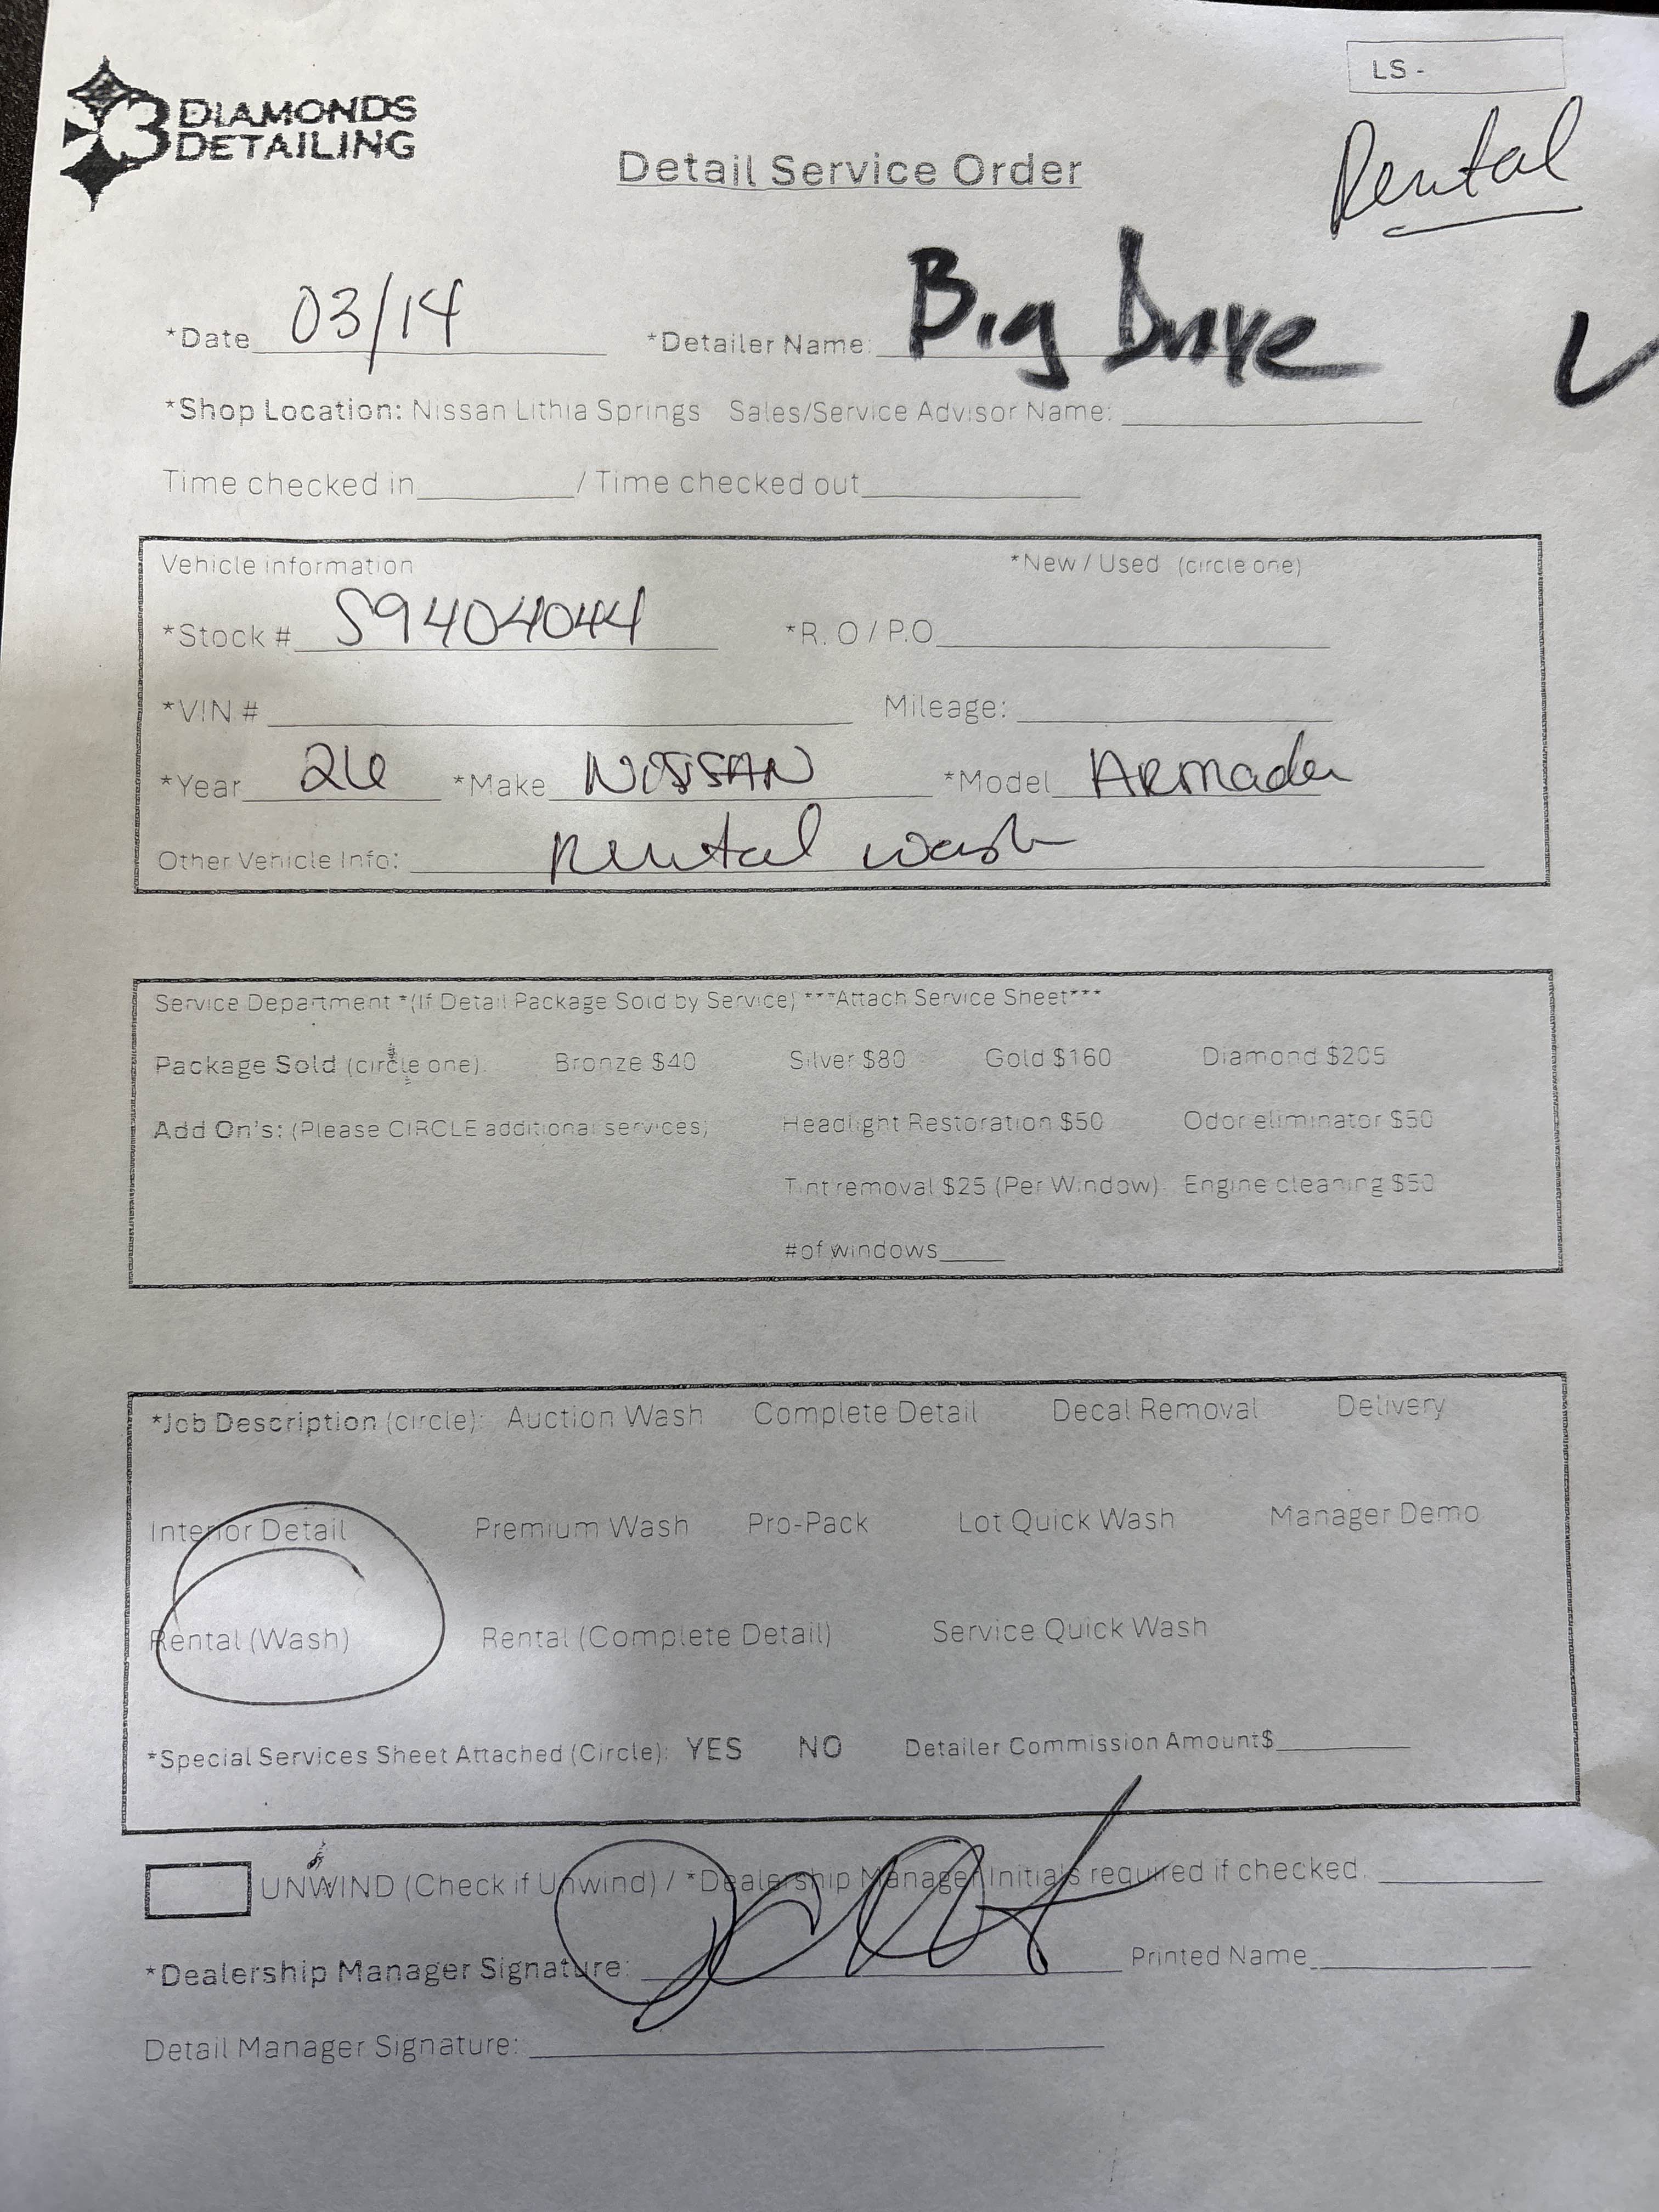 LS -
3 DIAMONDS
DETAILING
Rental
Detail Service Order
*Date 03/14 *Detailer Name: Big Drive
*Shop Location: Nissan Lithia Springs Sales/Service Advisor Name:
Time checked in / Time checked out
Vehicle information *New / Used (circle one)
*Stock # S9404044 *R.O / P.O
*VIN # Mileage:
*Year 26 *Make NISSAN *Model ARmada
Other Vehicle Info: Rental wash
Service Department *(If Detail Package Sold by Service) ***Attach Service Sheet***
Package Sold (circle one). Bronze $40 Silver $80 Gold $160 Diamond $205
Add On's: (Please CIRCLE additional services) Headlight Restoration $50 Odor eliminator $50
Tint removal $25 (Per Window) Engine cleaning $50
# of windows
*Job Description (circle): Auction Wash Complete Detail Decal Removal Delivery
Interior Detail Premium Wash Pro-Pack Lot Quick Wash Manager Demo
Rental (Wash) Rental (Complete Detail) Service Quick Wash
*Special Services Sheet Attached (Circle): YES NO Detailer Commission Amount$
UNWIND (Check if Unwind) / *Dealership Manager Initials required if checked.
*Dealership Manager Signature: Printed Name
Detail Manager Signature: